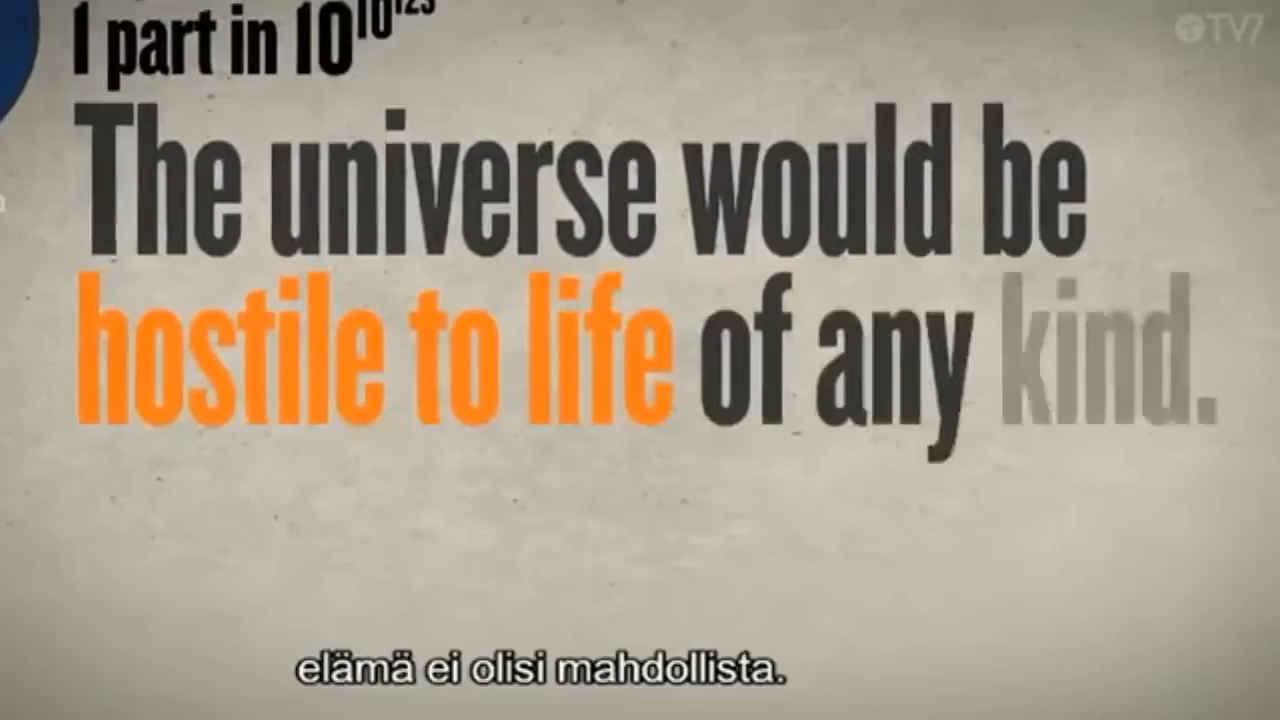 1 part in 10^10^123
TV7
The universe would be
hostile to life of any kind.
elämä ei olisi mahdollista.